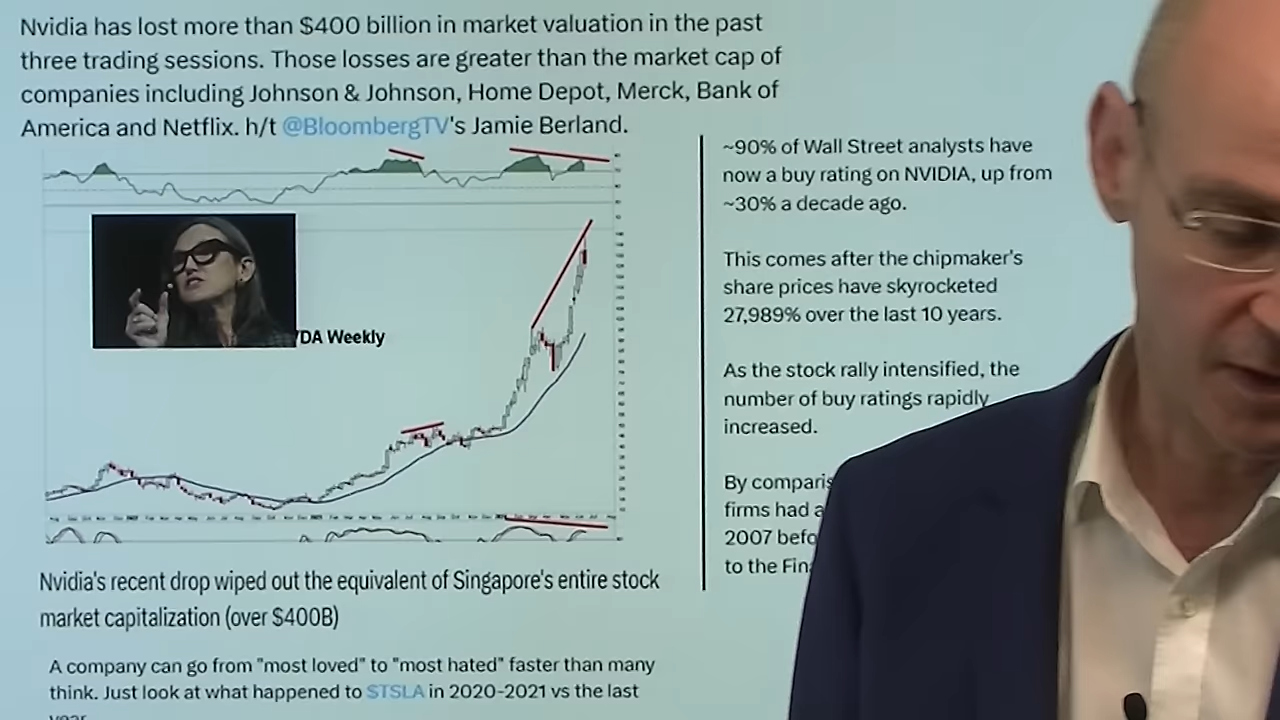 Nvidia has lost more than $400 billion in market valuation in the past
three trading sessions. Those losses are greater than the market cap of
companies including Johnson & Johnson, Home Depot, Merck, Bank of
America and Netflix. h/t @BloombergTV's Jamie Berland.
DA Weekly
Nvidia's recent drop wiped out the equivalent of Singapore's entire stock
market capitalization (over $400B)
A company can go from "most loved" to "most hated" faster than many
think. Just look at what happened to $TSLA in 2020-2021 vs the last
~90% of Wall Street analysts have
now a buy rating on NVIDIA, up from
~30% a decade ago.
This comes after the chipmaker's
share prices have skyrocketed
27,989% over the last 10 years.
As the stock rally intensified, the
number of buy ratings rapidly
increased.
By comparis
firms had a
2007 befo
to the Fin